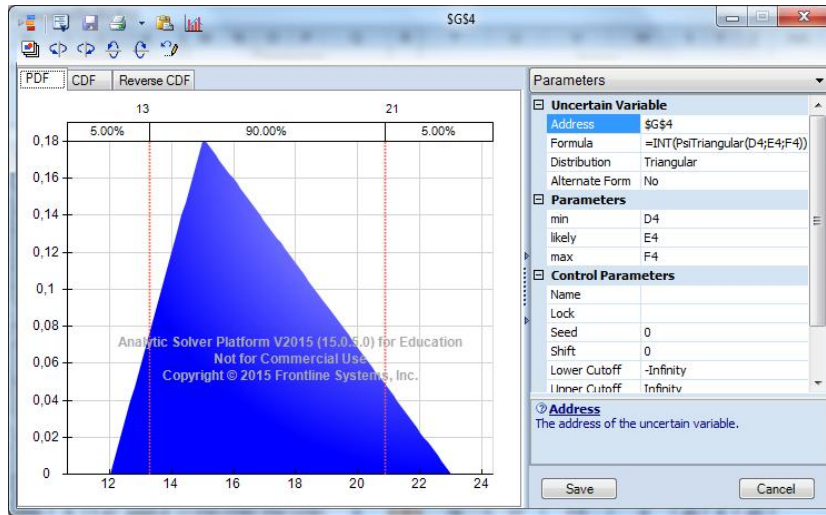 $G$4
PDF CDF Reverse CDF
13 21
5.00% 90.00% 5.00%
0,18
0,16
0,14
0,12
0,1
0,08
0,06
0,04
0,02
0
12 14 16 18 20 22 24
Analytic Solver Platform V2015 (15.0.5.0) for Education
Not for Commercial Use
Copyright © 2015 Frontline Systems, Inc.
Parameters
Uncertain Variable
Address $G$4
Formula =INT(PsiTriangular(D4;E4;F4))
Distribution Triangular
Alternate Form No
Parameters
min D4
likely E4
max F4
Control Parameters
Name
Lock
Seed 0
Shift 0
Lower Cutoff -Infinity
Upper Cutoff Infinity
Address
The address of the uncertain variable.
Save Cancel